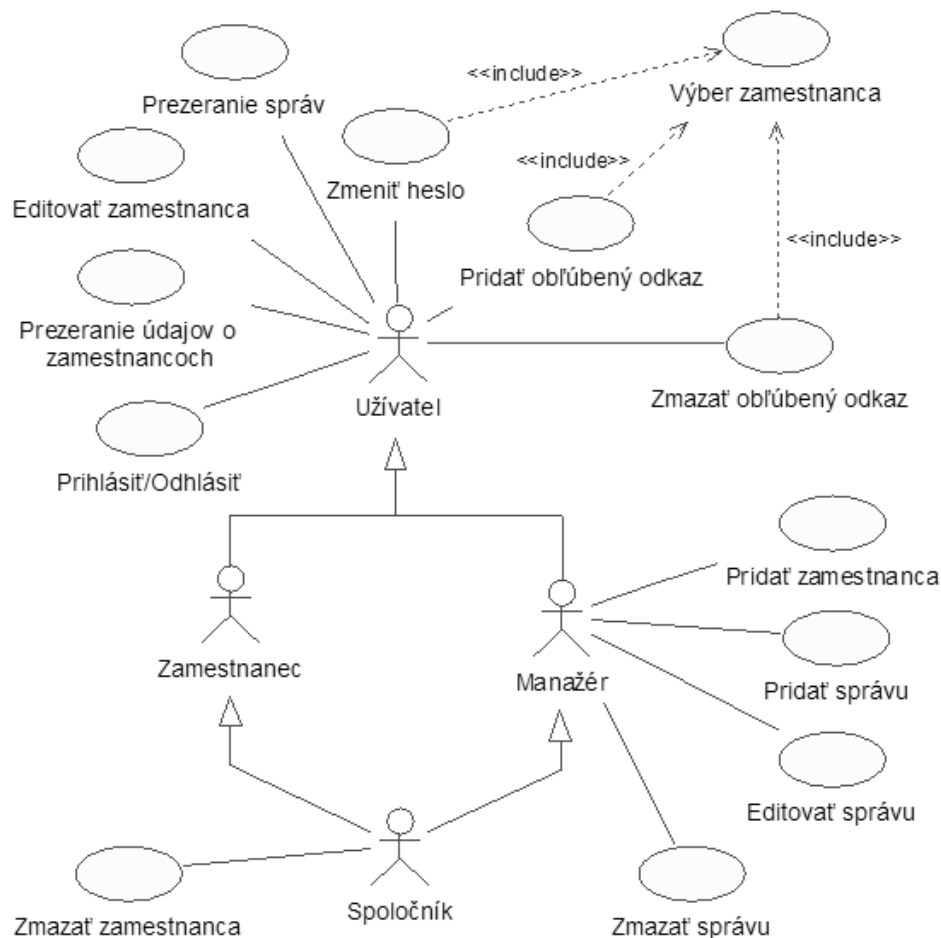 Prezeranie správ
<<include>>
Výber zamestnanca
Editovať zamestnanca
Zmeniť heslo
<<include>>
Pridať obľúbený odkaz
<<include>>
Prezeranie údajov o
zamestnancoch
Užívatel
Zmazať obľúbený odkaz
Prihlásiť/Odhlásiť
Pridať zamestnanca
Zamestnanec
Manažér
Pridať správu
Editovať správu
Zmazať zamestnanca
Spoločník
Zmazať správu